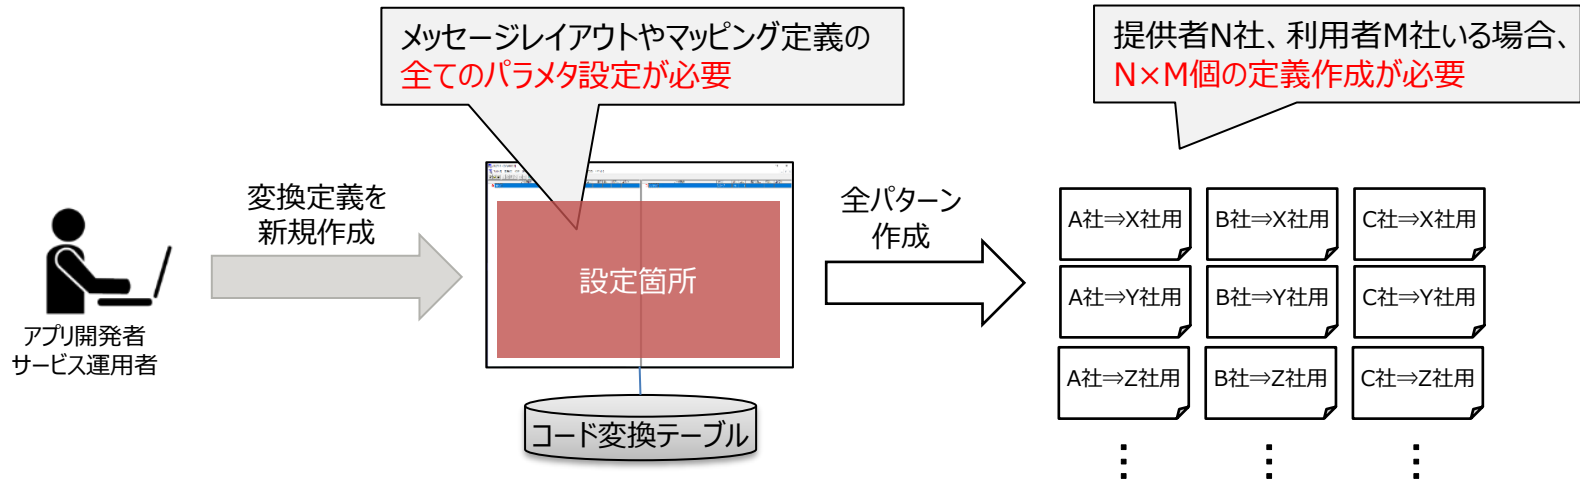 メッセージレイアウトやマッピング定義の
全てのパラメタ設定が必要
提供者N社、利用者M社いる場合、
N×M個の定義作成が必要
変換定義を
新規作成
全パターン
作成
設定箇所
アプリ開発者
サービス運用者
コード変換テーブル
A社⇒X社用
B社⇒X社用
C社⇒X社用
A社⇒Y社用
B社⇒Y社用
C社⇒Y社用
A社⇒Z社用
B社⇒Z社用
C社⇒Z社用